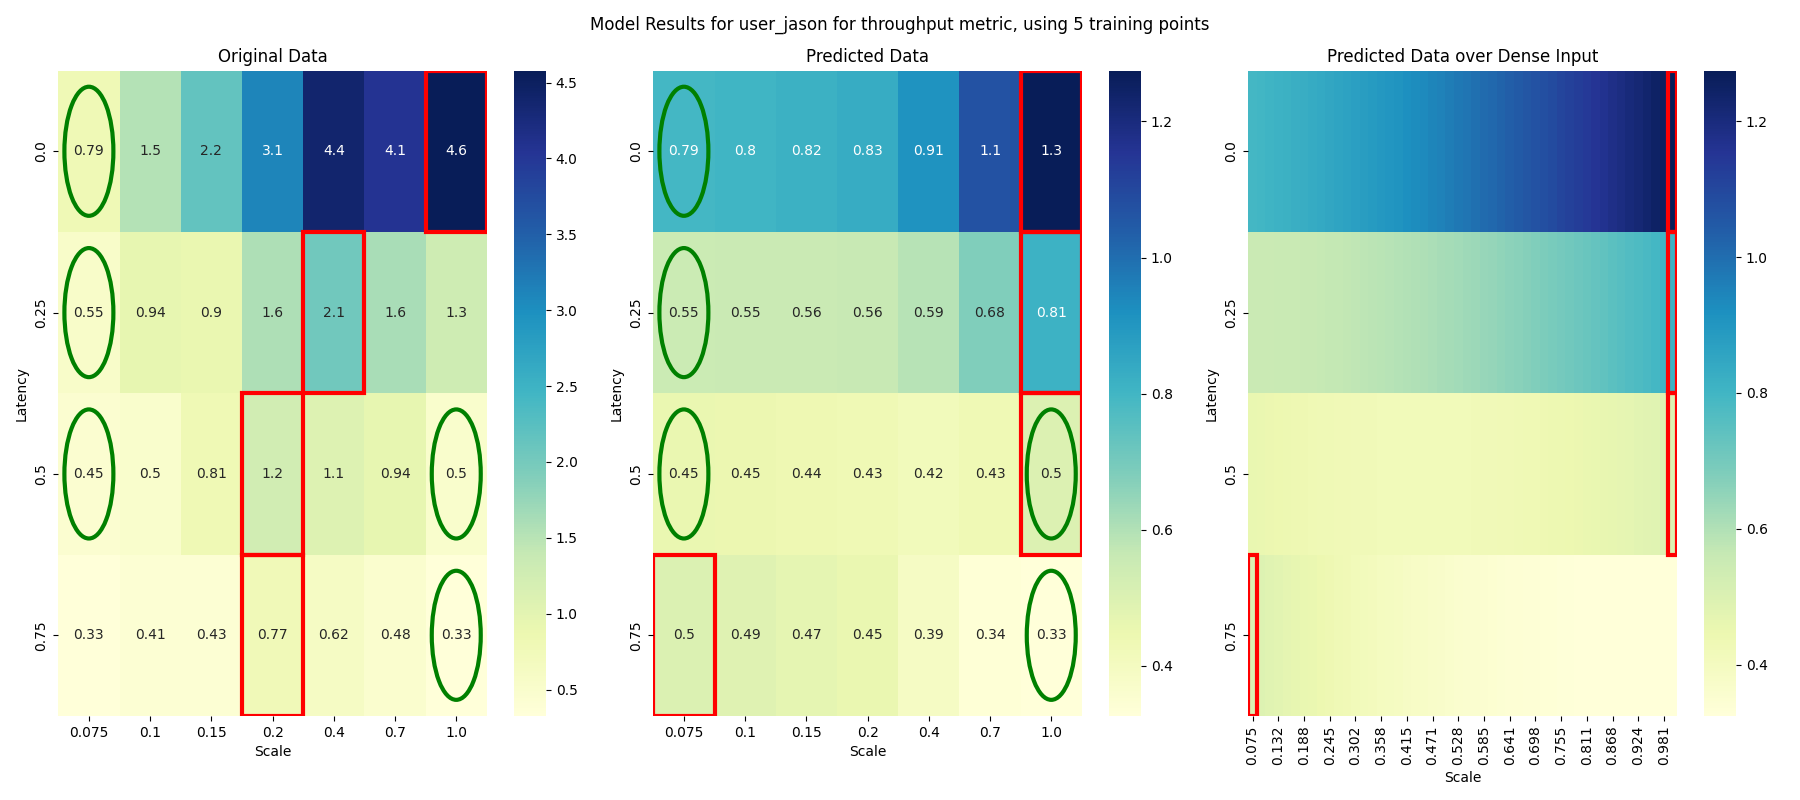 Model Results for user_jason for throughput metric, using 5 training points
Original Data
Latency
0.0
0.25
0.5
0.75
0.79 1.5 2.2 3.1 4.4 4.1 4.6
0.55 0.94 0.9 1.6 2.1 1.6 1.3
0.45 0.5 0.81 1.2 1.1 0.94 0.5
0.33 0.41 0.43 0.77 0.62 0.48 0.33
0.075 0.1 0.15 0.2 0.4 0.7 1.0
Scale
4.5
4.0
3.5
3.0
2.5
2.0
1.5
1.0
0.5
Predicted Data
Latency
0.0
0.25
0.5
0.75
0.79 0.8 0.82 0.83 0.91 1.1 1.3
0.55 0.55 0.56 0.56 0.59 0.68 0.81
0.45 0.45 0.44 0.43 0.42 0.43 0.5
0.5 0.49 0.47 0.45 0.39 0.34 0.33
0.075 0.1 0.15 0.2 0.4 0.7 1.0
Scale
1.2
1.0
0.8
0.6
0.4
Predicted Data over Dense Input
Latency
0.0
0.25
0.5
0.75
0.075 0.132 0.188 0.245 0.302 0.358 0.415 0.471 0.528 0.585 0.641 0.698 0.755 0.811 0.868 0.924 0.981
Scale
1.2
1.0
0.8
0.6
0.4